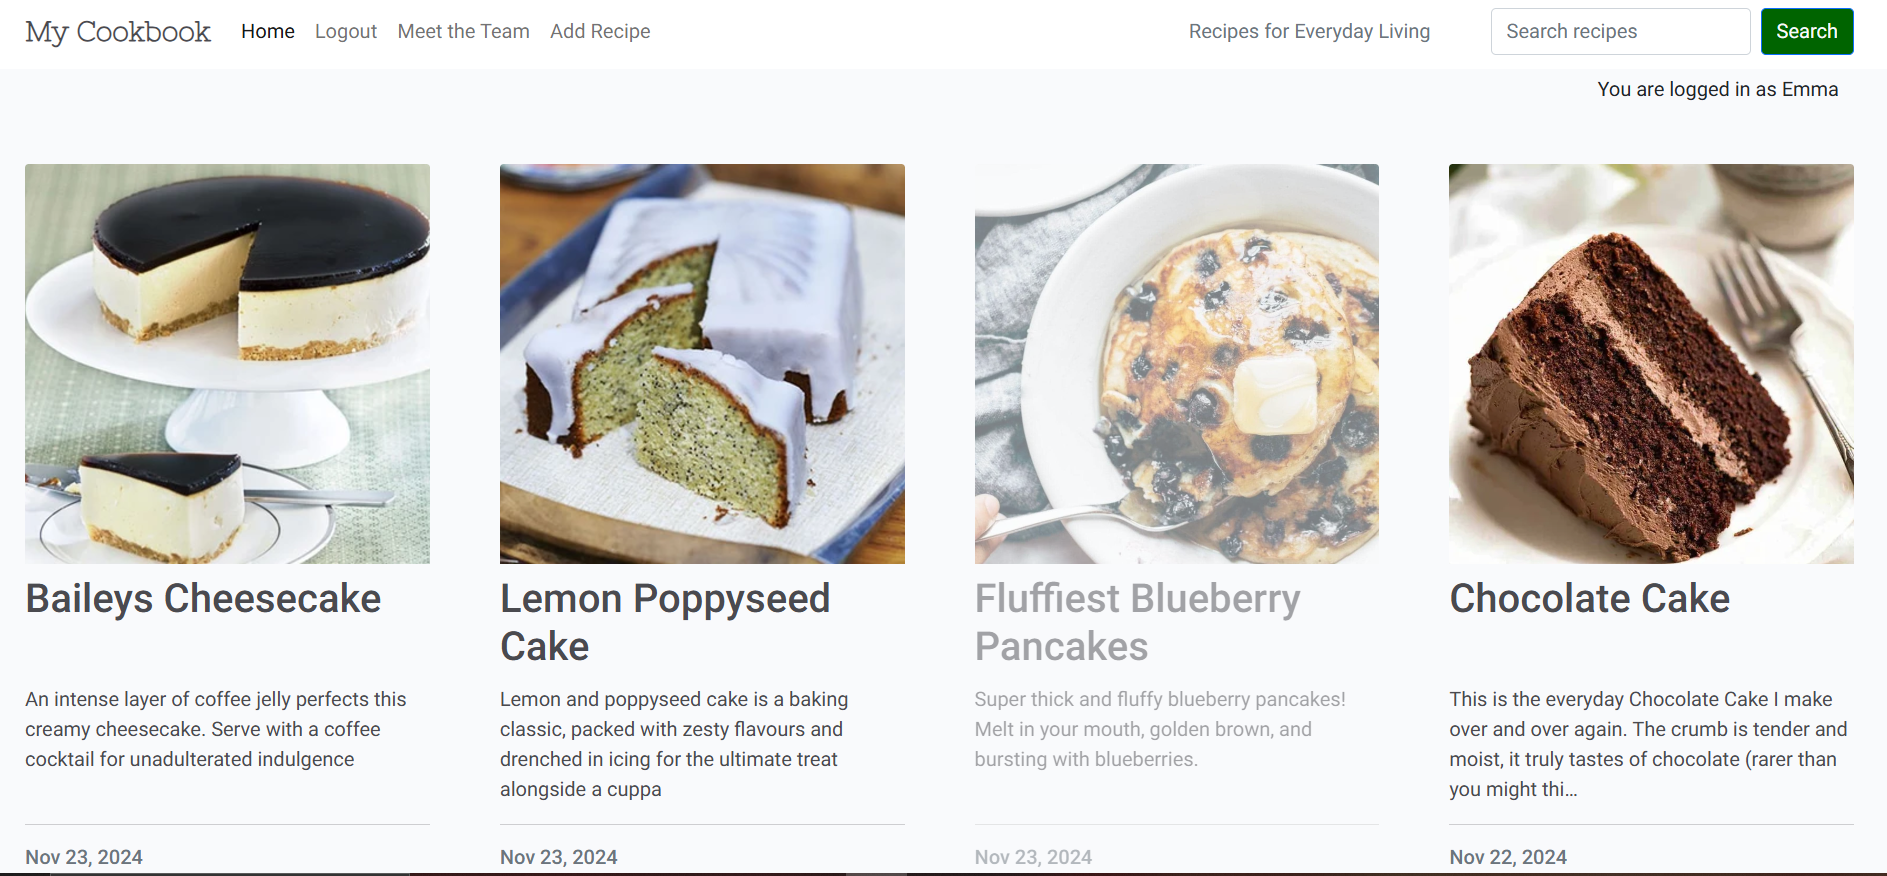 My Cookbook Home Logout Meet the Team Add Recipe Recipes for Everyday Living Search recipes Search
You are logged in as Emma
Baileys Cheesecake
An intense layer of coffee jelly perfects this
creamy cheesecake. Serve with a coffee
cocktail for unadulterated indulgence
Nov 23, 2024
Lemon Poppyseed
Cake
Lemon and poppyseed cake is a baking
classic, packed with zesty flavours and
drenched in icing for the ultimate treat
alongside a cuppa
Nov 23, 2024
Fluffiest Blueberry
Pancakes
Super thick and fluffy blueberry pancakes!
Melt in your mouth, golden brown, and
bursting with blueberries.
Nov 23, 2024
Chocolate Cake
This is the everyday Chocolate Cake I make
over and over again. The crumb is tender and
moist, it truly tastes of chocolate (rarer than
you might thi…
Nov 22, 2024